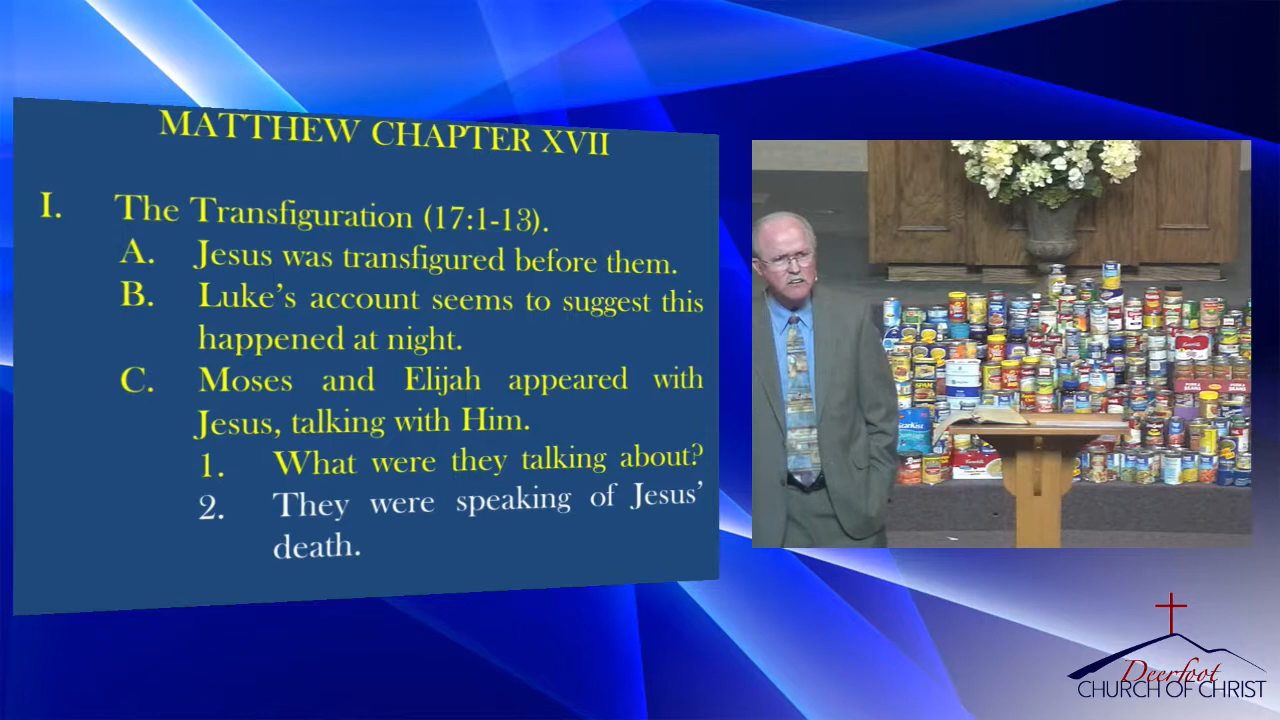 MATTHEW CHAPTER XVII
I. The Transfiguration (17:1-13).
A. Jesus was transfigured before them.
B. Luke’s account seems to suggest this
happened at night.
C. Moses and Elijah appeared with
Jesus, talking with Him.
1. What were they talking about?
2. They were speaking of Jesus’
death.
SPAM
StarKist
Deerfoot
CHURCH OF CHRIST